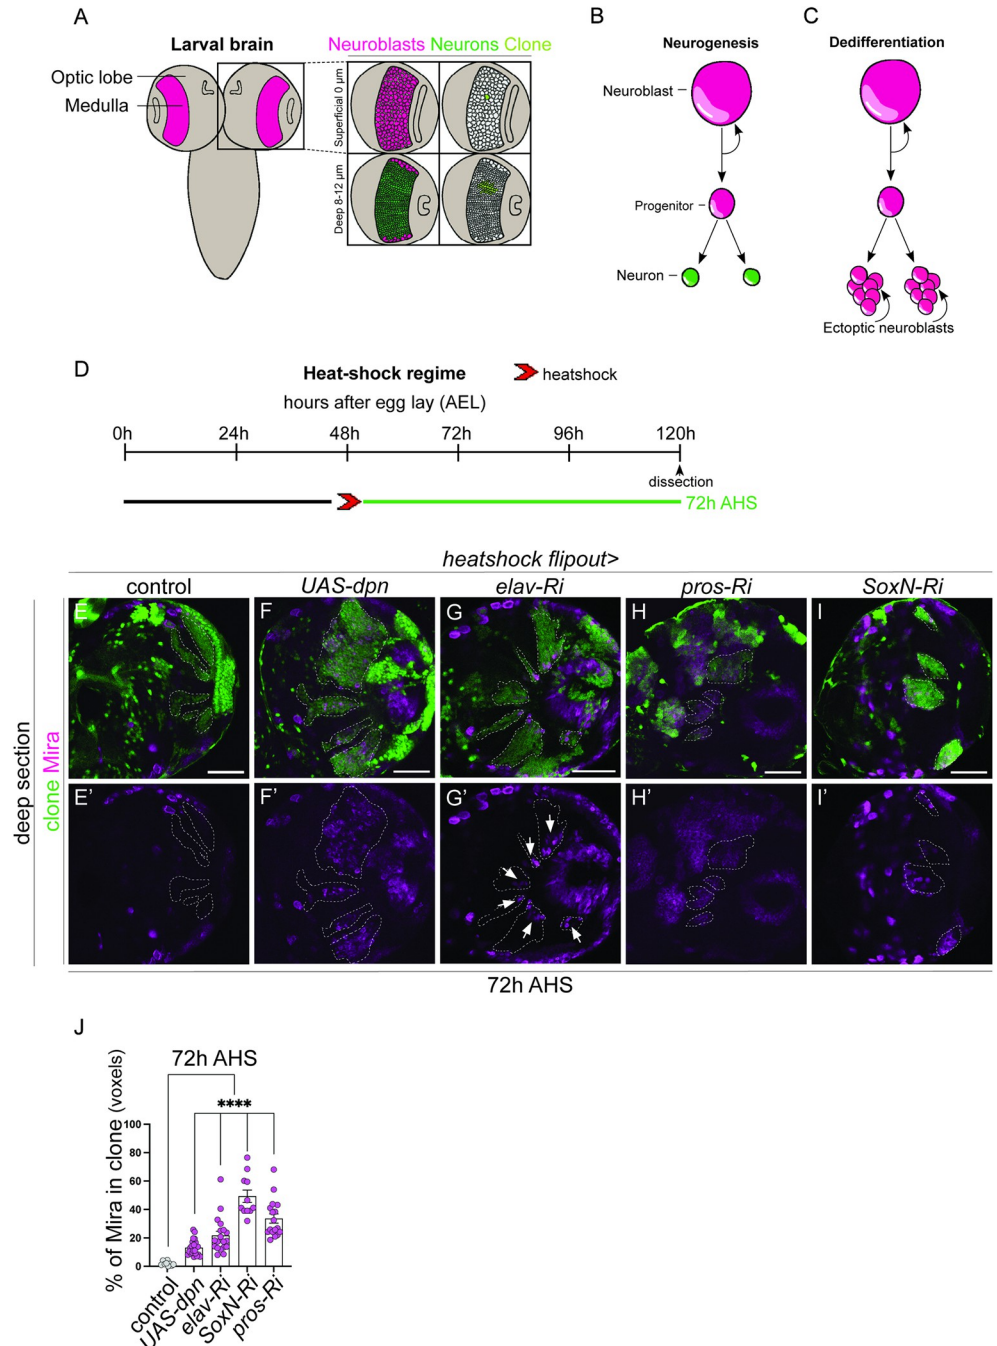 A
Larval brain
Optic lobe
Medulla
Neuroblasts Neurons Clone
Superficial 0 μm
Deep 8-12 μm
B
Neurogenesis
Neuroblast
Progenitor
Neuron
C
Dedifferentiation
Ectoptic neuroblasts
D
Heat-shock regime
heatshock
hours after egg lay (AEL)
0h 24h 48h 72h 96h 120h
dissection
72h AHS
heatshock flipout>
control UAS-dpn elav-Ri pros-Ri SoxN-Ri
deep section
clone Mira
E F G H I
E' F' G' H' I'
72h AHS
J
72h AHS
****
% of Mira in clone (voxels)
100
80
60
40
20
0
control UAS-dpn elav-Ri SoxN-Ri pros-Ri